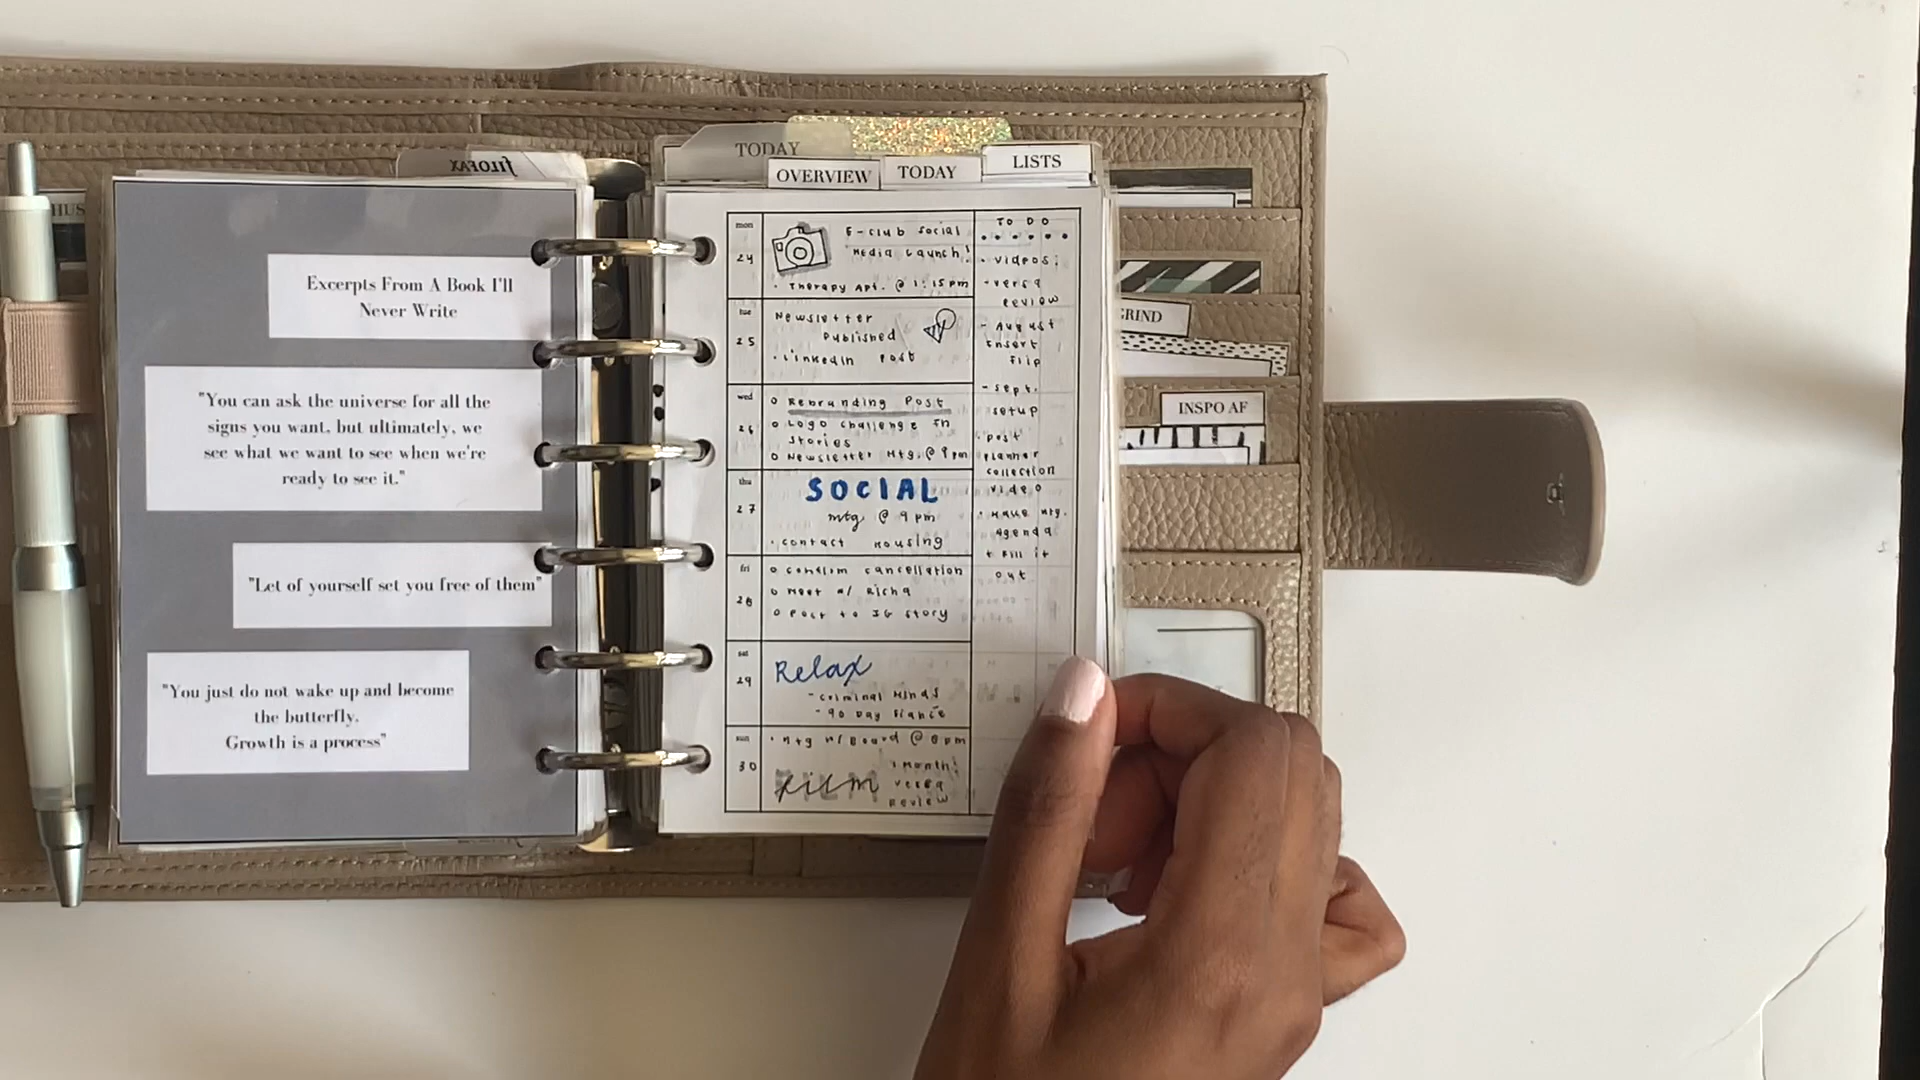 HUS
FILOFAX
Excerpts From A Book I'll
Never Write
"You can ask the universe for all the
signs you want, but ultimately, we
see what we want to see when we're
ready to see it."
"Let of yourself set you free of them"
"You just do not wake up and become
the butterfly.
Growth is a process"
TODAY
OVERVIEW
TODAY
LISTS
mon
24
E-club social
Media Launch!
• Therapy Apt. @ 1:15pm
tue
25
Newsletter
Published
• LinkedIn Post
wed
26
o Rebranding Post
o Logo challenge in
stories
o Newsletter Mtg. @ 9pm
thu
27
SOCIAL
mtg @ 9pm
• contact Housing
fri
28
o confirm cancellation
o Meet w/ Richa
o Post to IG story
sat
29
Relax
- Criminal Minds
- 90 Day Fiancé
sun
30
• Mtg w/ Board @ 8pm
film
1 Month!
Versa
Review
TO DO
• videos:
- versa
review
- August
insert
flip
- sept.
setup
• post
planner
collection
video
• Make mtg.
agenda
+ fill it
out
GRIND
INSPO AF